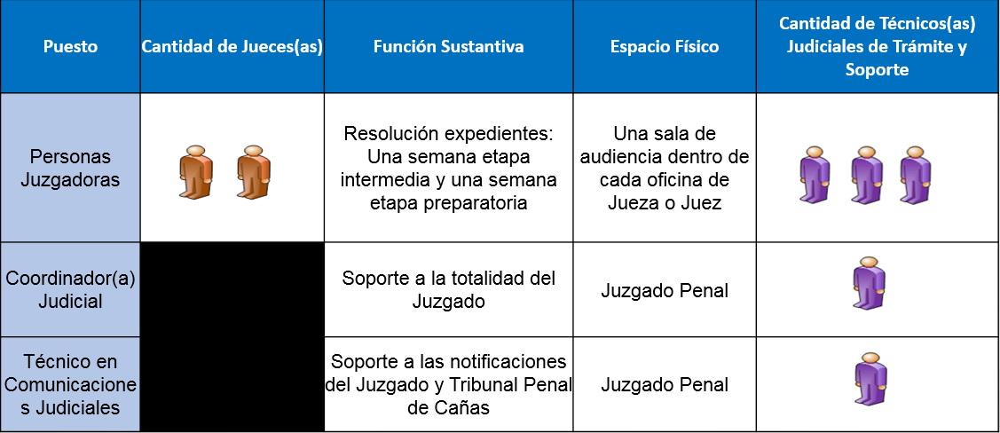 Puesto
Cantidad de Jueces(as)
Función Sustantiva
Espacio Físico
Cantidad de Técnicos(as)
Judiciales de Trámite y
Soporte
Personas
Juzgadoras
Resolución expedientes:
Una semana etapa
intermedia y una semana
etapa preparatoria
Una sala de
audiencia dentro de
cada oficina de
Jueza o Juez
Coordinador(a)
Judicial
Soporte a la totalidad del
Juzgado
Juzgado Penal
Técnico en
Comunicacione
s Judiciales
Soporte a las notificaciones
del Juzgado y Tribunal Penal
de Cañas
Juzgado Penal